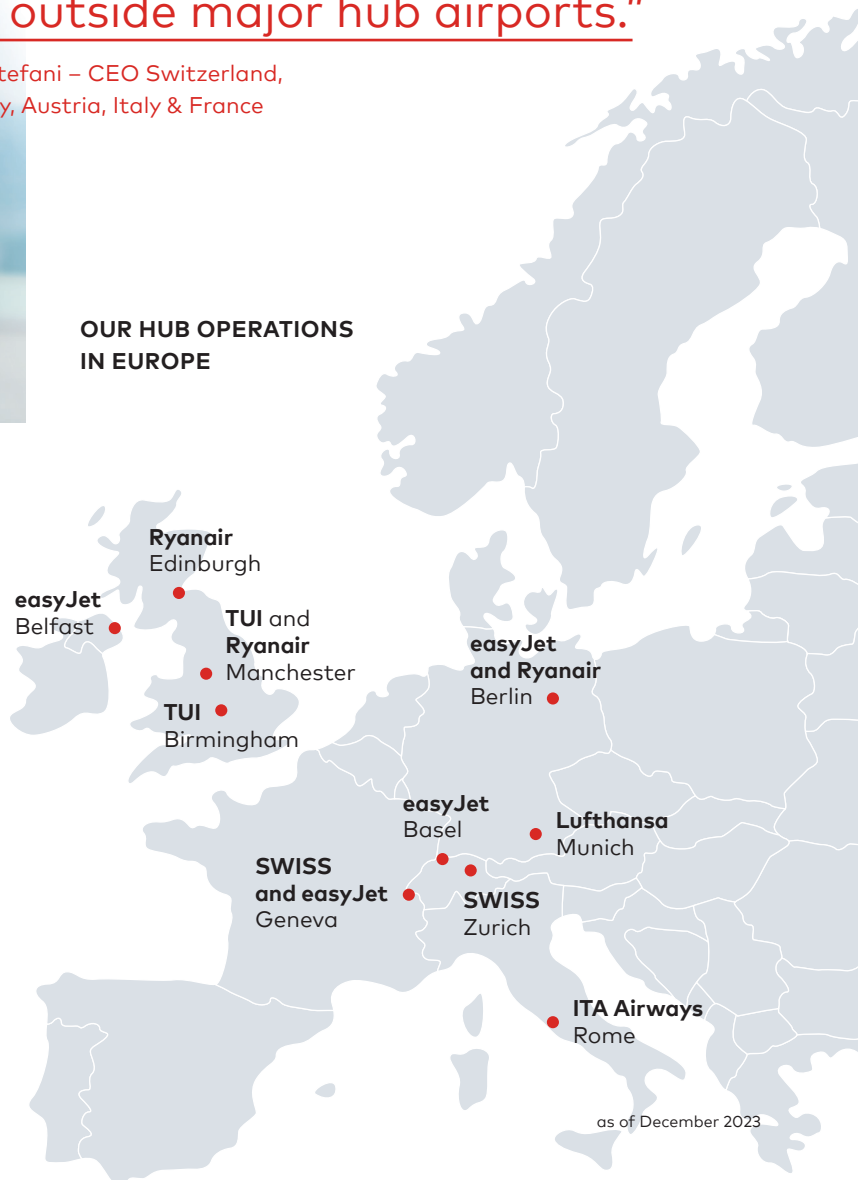 outside major hub airports.”
tefani – CEO Switzerland,
y, Austria, Italy & France
OUR HUB OPERATIONS
IN EUROPE
Ryanair
Edinburgh
easyJet
Belfast
TUI and
Ryanair
Manchester
TUI
Birmingham
easyJet
and Ryanair
Berlin
easyJet
Basel
Lufthansa
Munich
SWISS
and easyJet
Geneva
SWISS
Zurich
ITA Airways
Rome
as of December 2023